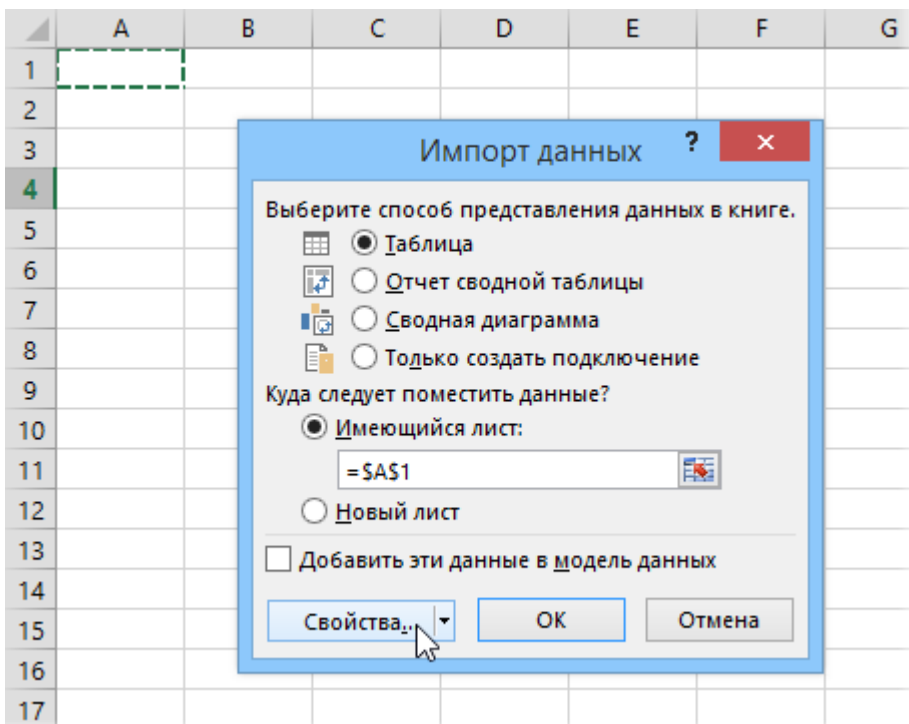 A B C D E F G
1
2
Импорт данных ? ×
3
4
Выберите способ представления данных в книге.
5
Таблица
6
Отчет сводной таблицы
7
Сводная диаграмма
8
Только создать подключение
9
Куда следует поместить данные?
10
Имеющийся лист:
11
=$A$1
12
Новый лист
13
Добавить эти данные в модель данных
14
15
Свойства... OK Отмена
16
17